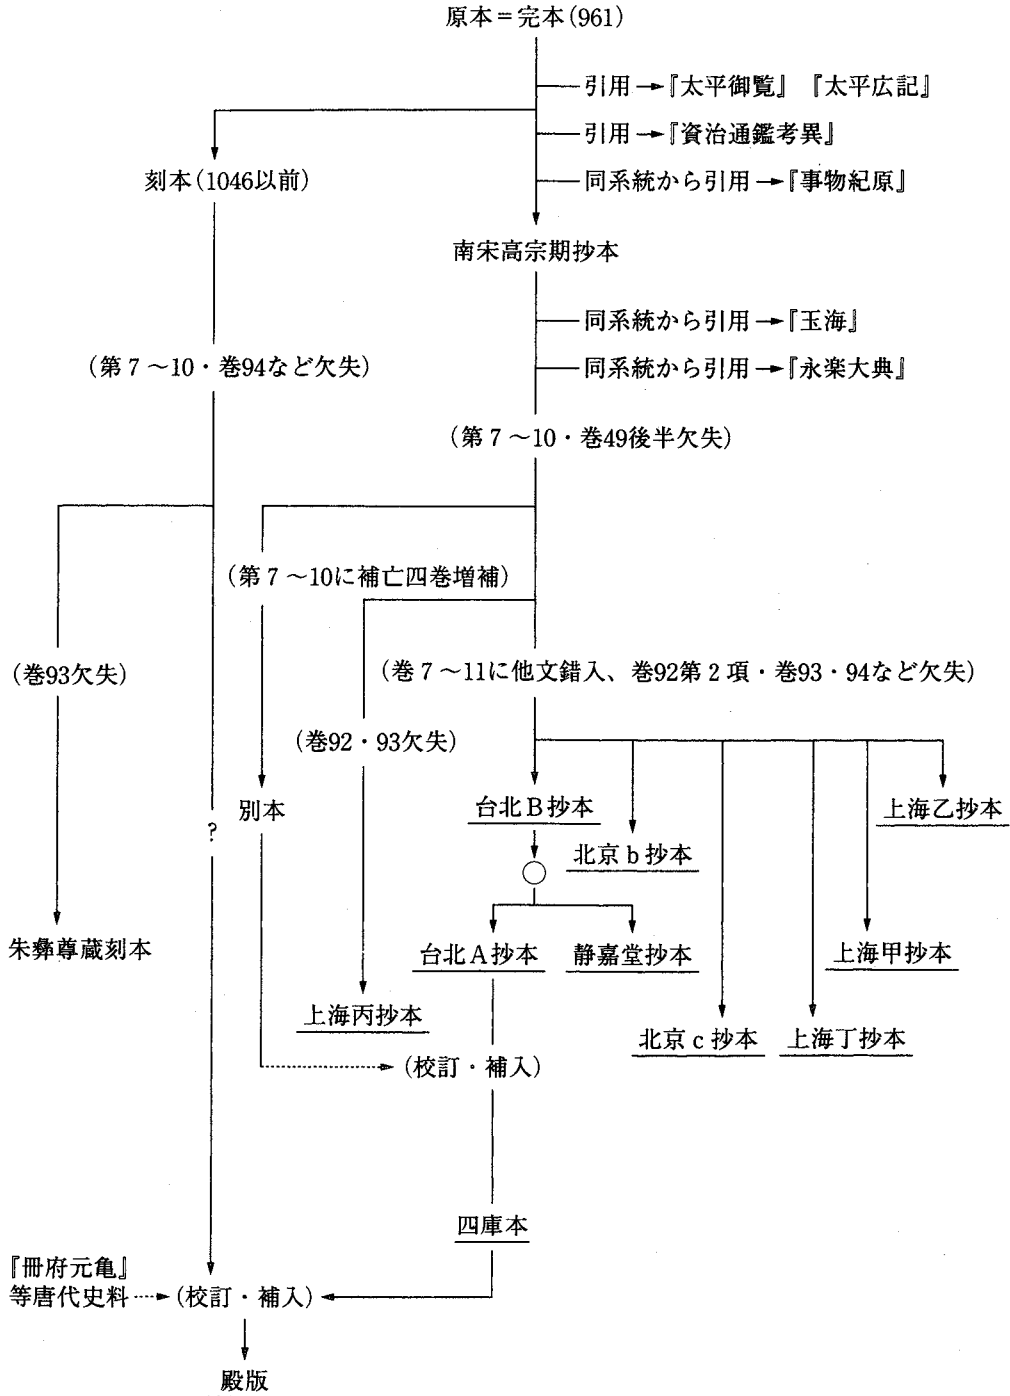 原本＝完本(961)
引用→『太平御覧』『太平広記』
引用→『資治通鑑考異』
刻本(1046以前)
同系統から引用→『事物紀原』
南宋高宗期抄本
同系統から引用→『玉海』
(第7～10・巻94など欠失)
同系統から引用→『永楽大典』
(第7～10・巻49後半欠失)
(第7～10に補亡四巻増補)
(巻93欠失)
(巻7～11に他文錯入、巻92第2項・巻93・94など欠失)
(巻92・93欠失)
別本
台北B抄本
上海乙抄本
?
北京b抄本
朱彝尊蔵刻本
台北A抄本
静嘉堂抄本
上海甲抄本
上海丙抄本
北京c抄本
上海丁抄本
(校訂・補入)
四庫本
『冊府元亀』
等唐代史料→(校訂・補入)
殿版